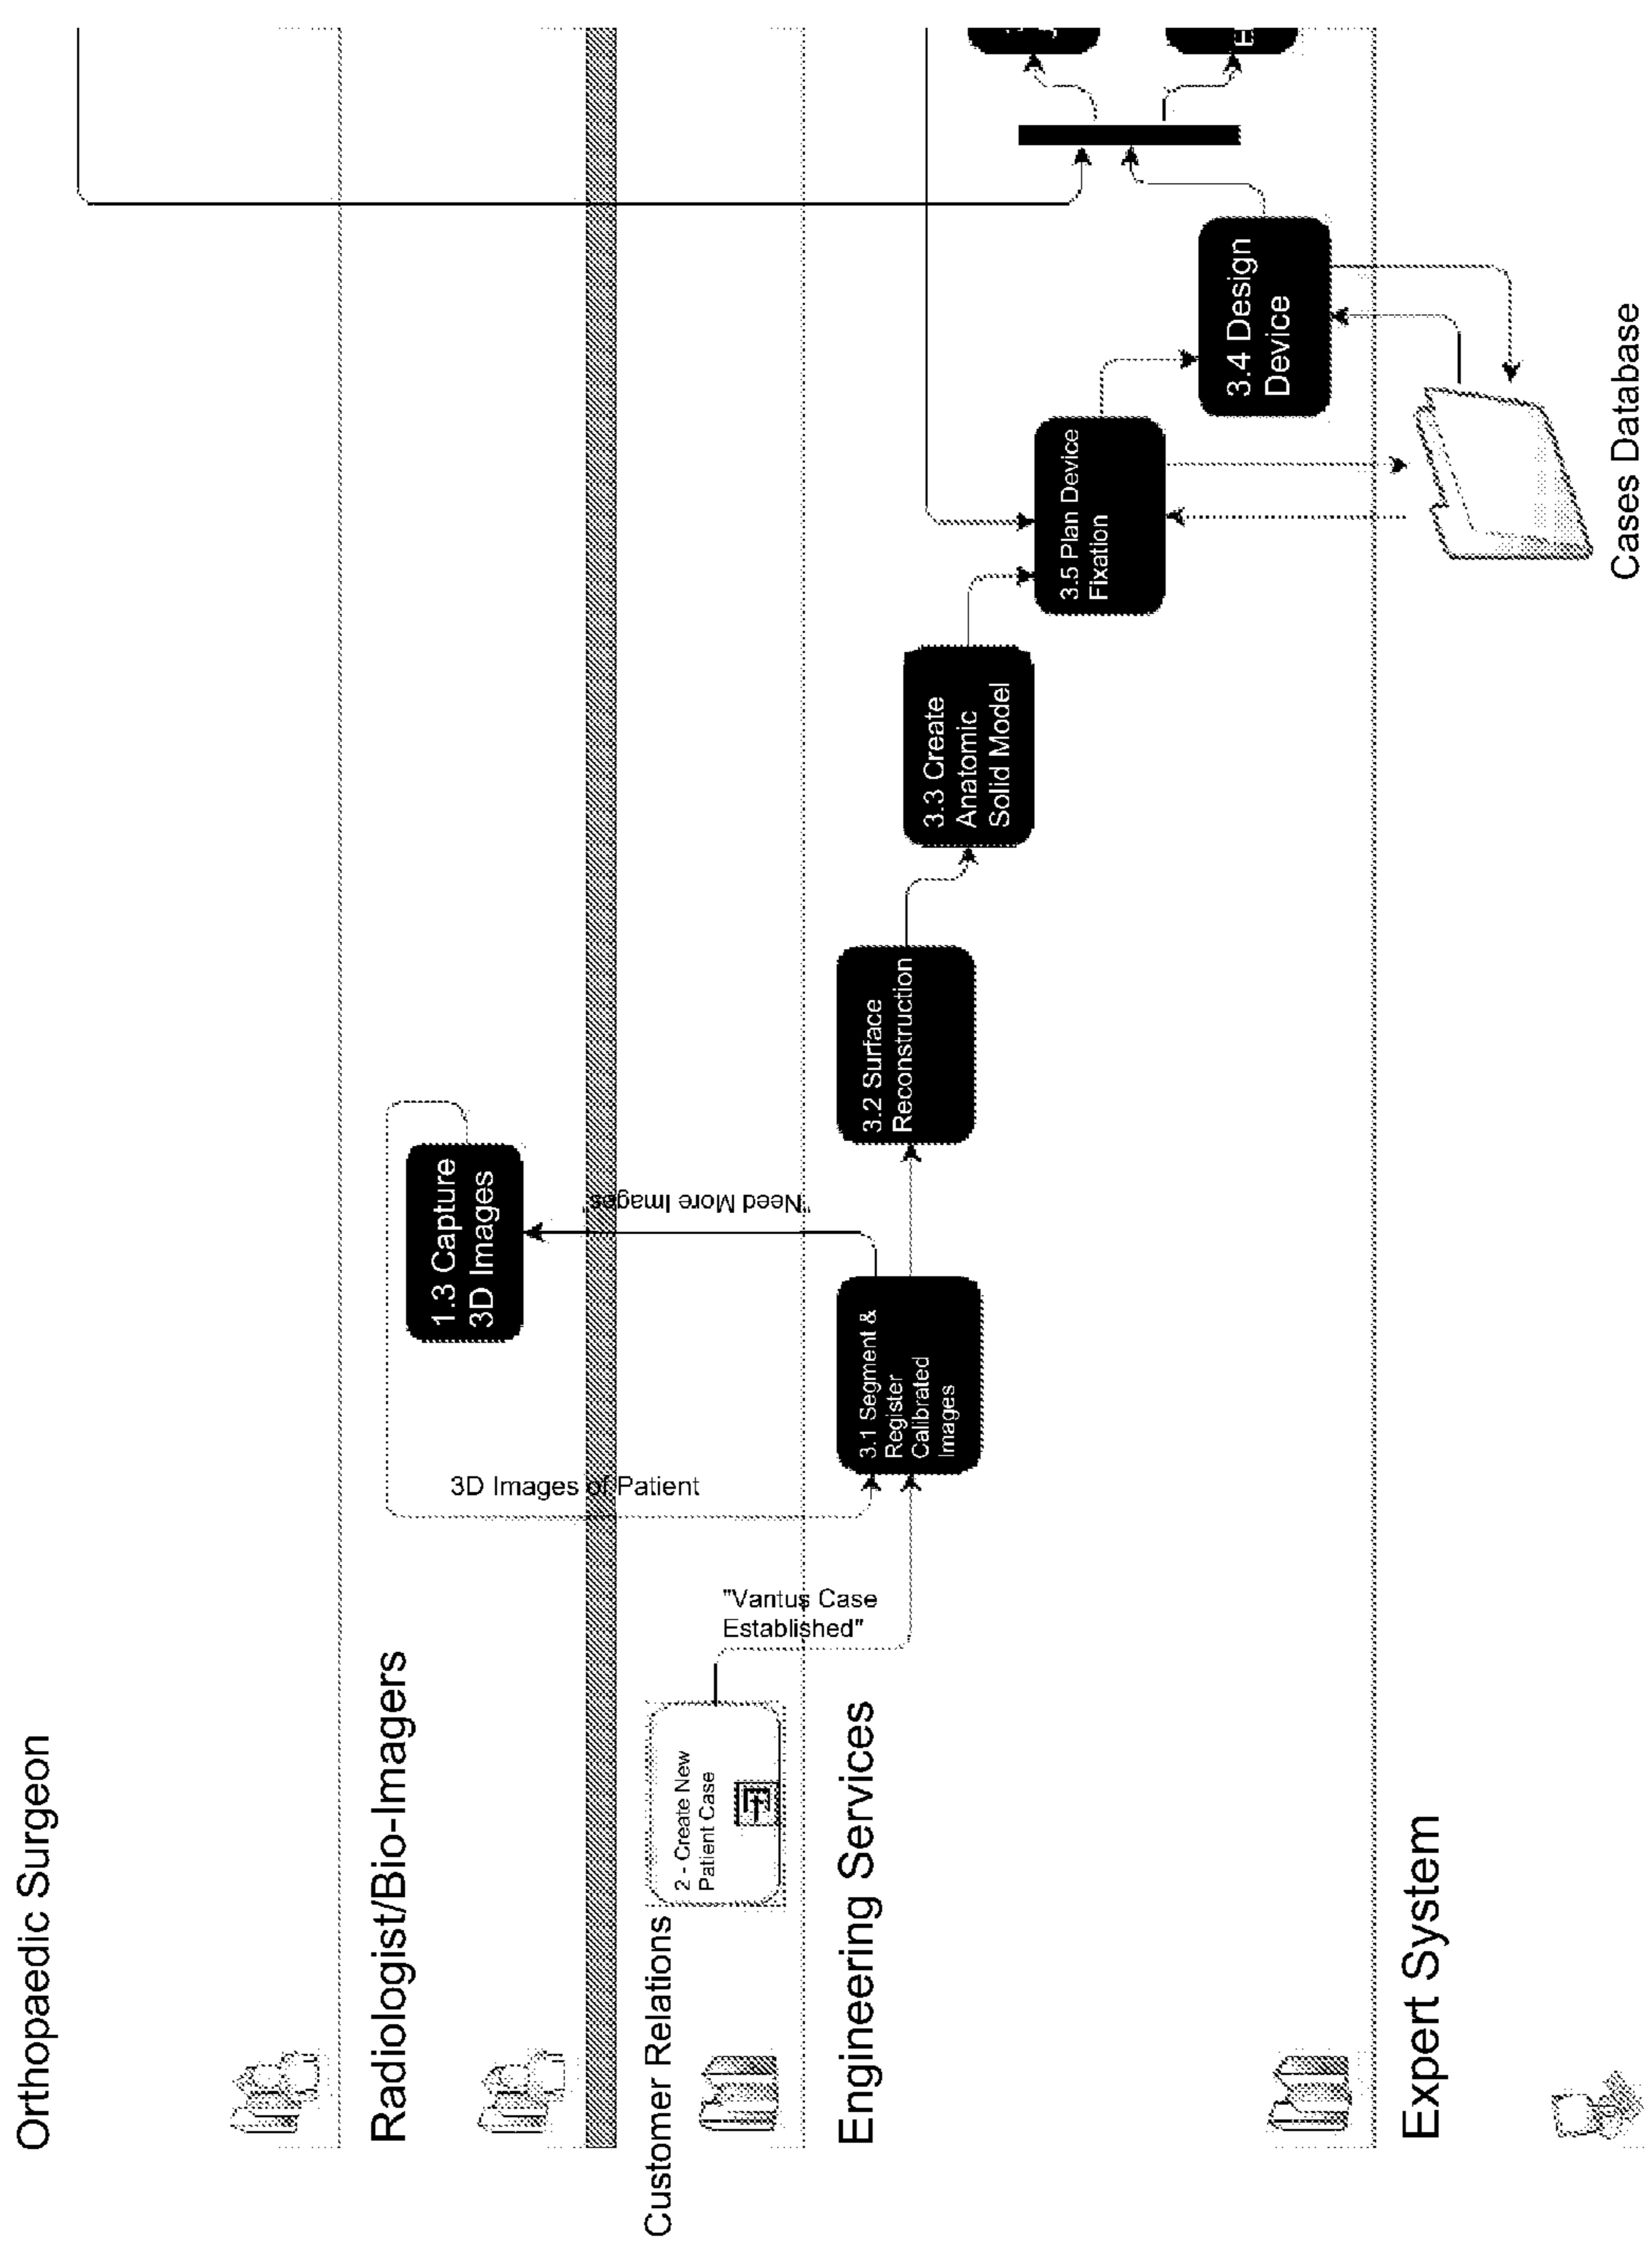 Orthopaedic Surgeon
Radiologist/Bio-Imagers
1.3 Capture
3D Images
"Need More Images"
3D Images of Patient
Customer Relations
2 - Create New
Patient Case
"Vantus Case
Established"
Engineering Services
3.1 Segment &
Register
Calibrated
Images
3.2 Surface
Reconstruction
3.3 Create
Anatomic
Solid Model
3.5 Plan Device
Fixation
3.4 Design
Device
Expert System
Cases Database